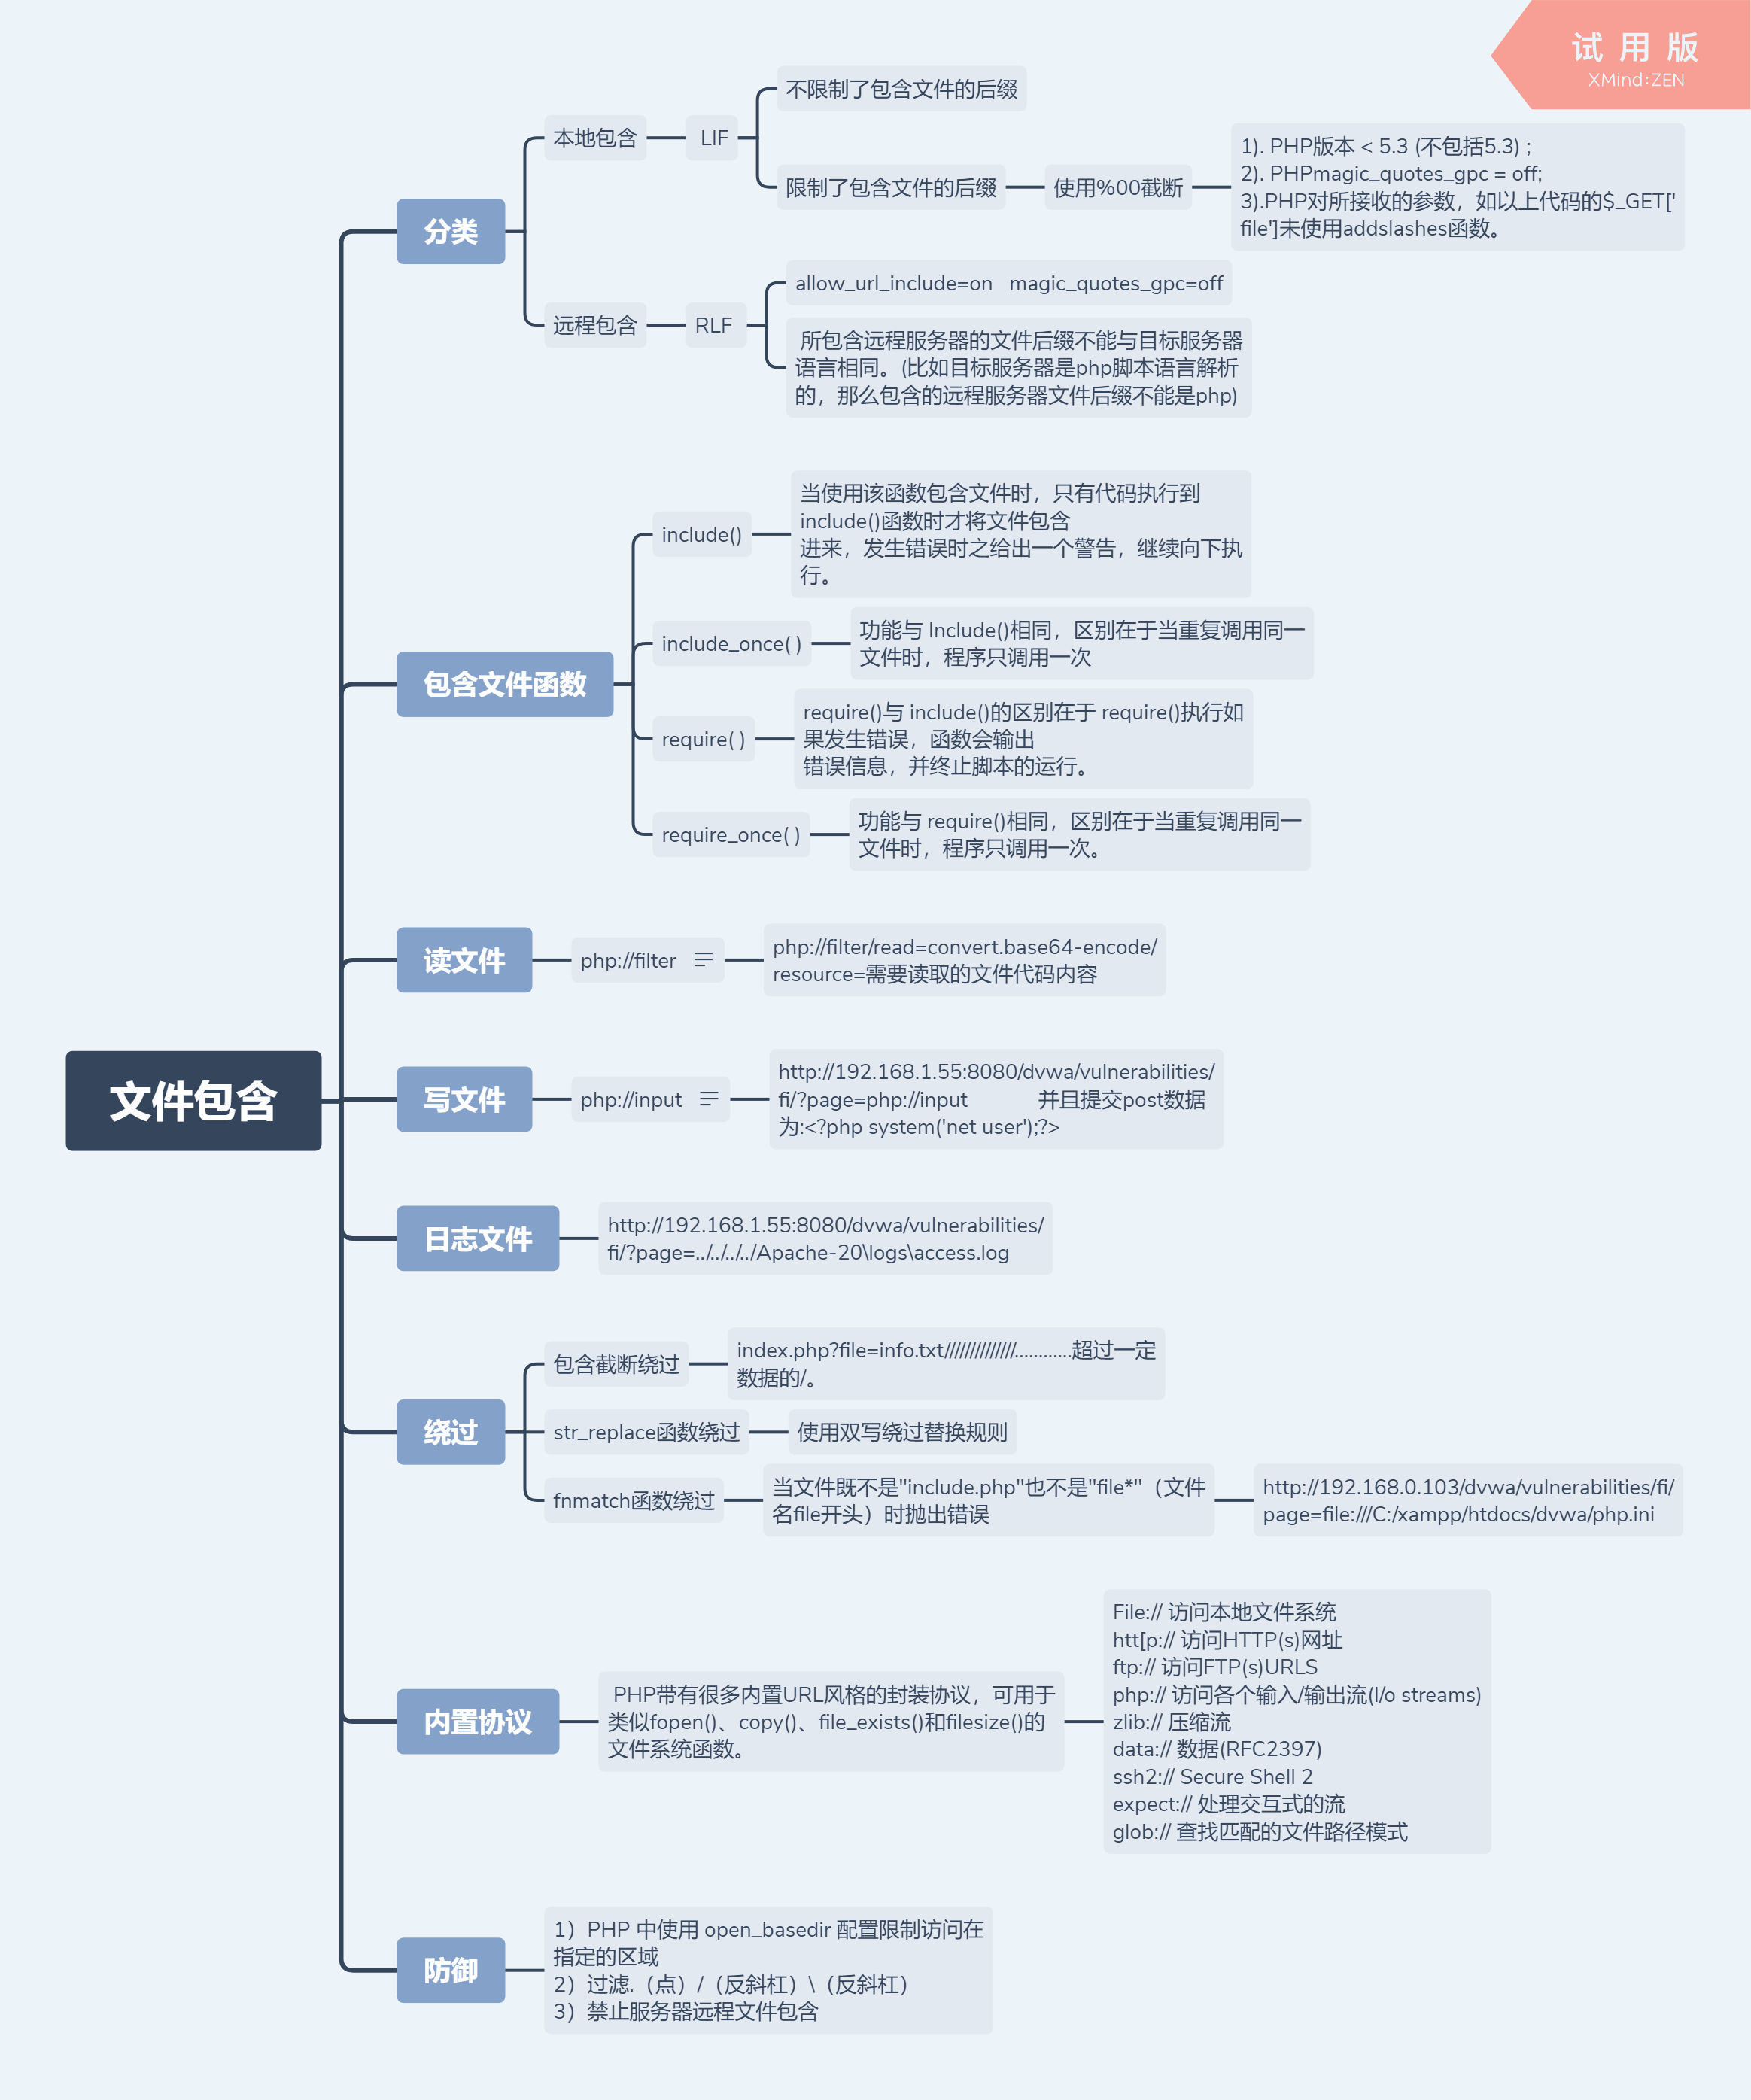 试用版
XMind:ZEN
文件包含
分类
本地包含
LIF
不限制了包含文件的后缀
限制了包含文件的后缀
使用%00截断
1). PHP版本 < 5.3 (不包括5.3) ;
2). PHPmagic_quotes_gpc = off;
3).PHP对所接收的参数，如以上代码的$_GET['
file']未使用addslashes函数。
远程包含
RLF
allow_url_include=on   magic_quotes_gpc=off
所包含远程服务器的文件后缀不能与目标服务器
语言相同。(比如目标服务器是php脚本语言解析
的，那么包含的远程服务器文件后缀不能是php)
包含文件函数
include()
当使用该函数包含文件时，只有代码执行到
include()函数时才将文件包含
进来，发生错误时之给出一个警告，继续向下执
行。
include_once( )
功能与 Include()相同，区别在于当重复调用同一
文件时，程序只调用一次
require( )
require()与 include()的区别在于 require()执行如
果发生错误，函数会输出
错误信息，并终止脚本的运行。
require_once( )
功能与 require()相同，区别在于当重复调用同一
文件时，程序只调用一次。
读文件
php://filter
php://filter/read=convert.base64-encode/
resource=需要读取的文件代码内容
写文件
php://input
http://192.168.1.55:8080/dvwa/vulnerabilities/
fi/?page=php://input            并且提交post数据
为:<?php system('net user');?>
日志文件
http://192.168.1.55:8080/dvwa/vulnerabilities/
fi/?page=../../../../Apache-20\logs\access.log
绕过
包含截断绕过
index.php?file=info.txt//////////////............超过一定
数据的/。
str_replace函数绕过
使用双写绕过替换规则
fnmatch函数绕过
当文件既不是"include.php"也不是"file*"（文件
名file开头）时抛出错误
http://192.168.0.103/dvwa/vulnerabilities/fi/
page=file:///C:/xampp/htdocs/dvwa/php.ini
内置协议
PHP带有很多内置URL风格的封装协议，可用于
类似fopen()、copy()、file_exists()和filesize()的
文件系统函数。
File:// 访问本地文件系统
htt[p:// 访问HTTP(s)网址
ftp:// 访问FTP(s)URLS
php:// 访问各个输入/输出流(I/o streams)
zlib:// 压缩流
data:// 数据(RFC2397)
ssh2:// Secure Shell 2
expect:// 处理交互式的流
glob:// 查找匹配的文件路径模式
防御
1）PHP 中使用 open_basedir 配置限制访问在
指定的区域
2）过滤.（点）/（反斜杠）\（反斜杠）
3）禁止服务器远程文件包含